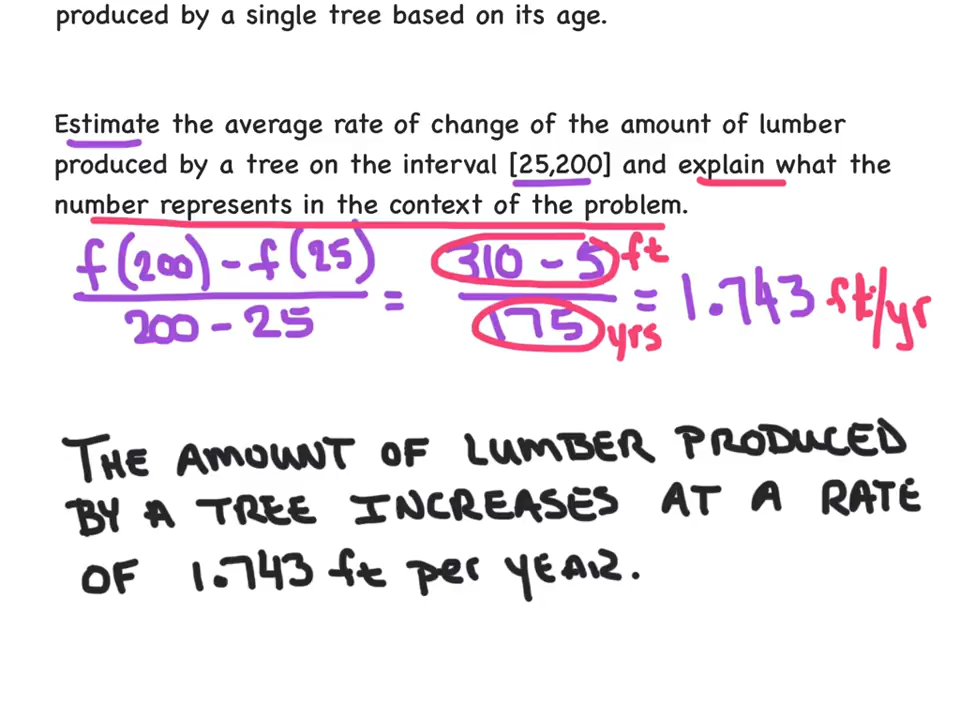 produced by a single tree based on its age.
Estimate the average rate of change of the amount of lumber
produced by a tree on the interval [25,200] and explain what the
number represents in the context of the problem.
f(200) - f(25) / 200 - 25 = 310 - 5 ft / 175 yrs = 1.743 ft/yr
THE AMOUNT OF LUMBER PRODUCED
BY A TREE INCREASES AT A RATE
OF 1.743 ft per YEAR.